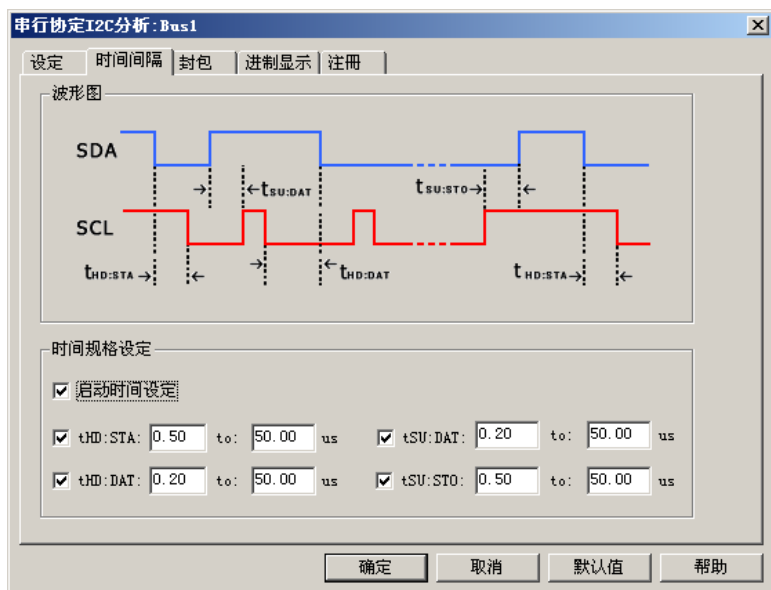 串行协定I2C分析:Bus1
设定 时间间隔 封包 进制显示 注冊
波形图
SDA
tSU:DAT tSU:STO
SCL
tHD:STA tHD:DAT tHD:STA
时间规格设定
启动时间设定
tHD:STA: 0.50 to: 50.00 us tSU:DAT: 0.20 to: 50.00 us
tHD:DAT: 0.20 to: 50.00 us tSU:STO: 0.50 to: 50.00 us
确定 取消 默认值 帮助